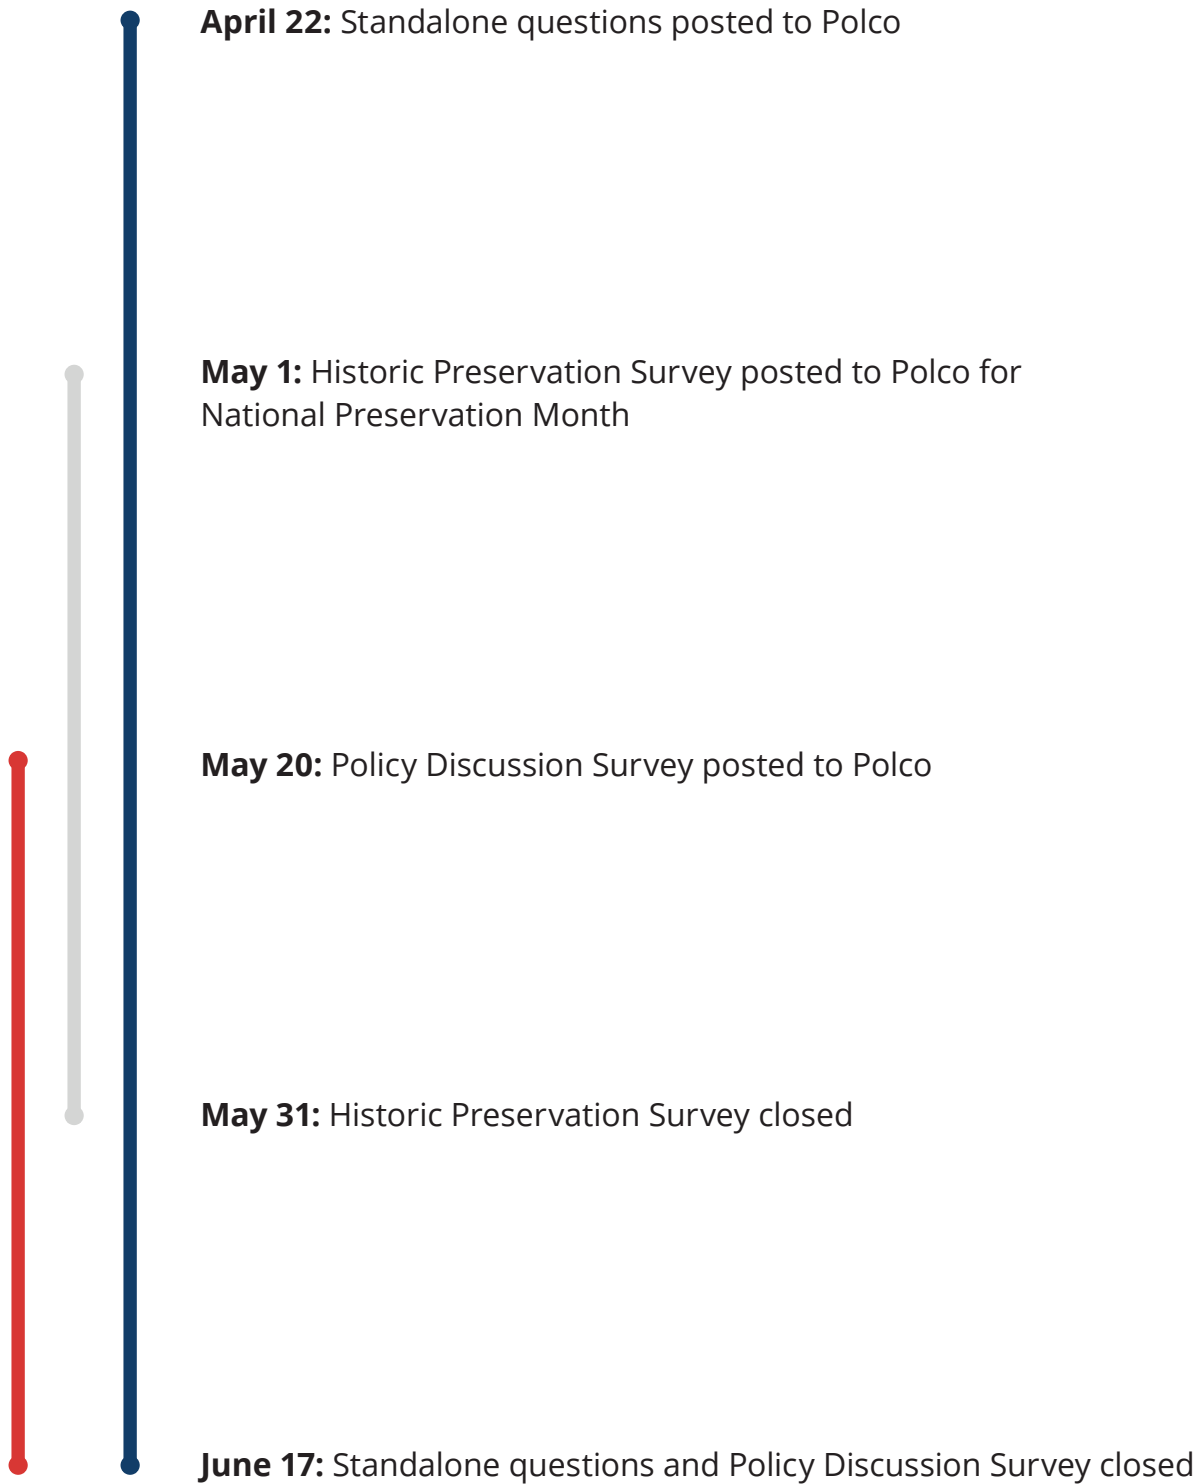 April 22: Standalone questions posted to Polco
May 1: Historic Preservation Survey posted to Polco for
National Preservation Month
May 20: Policy Discussion Survey posted to Polco
May 31: Historic Preservation Survey closed
June 17: Standalone questions and Policy Discussion Survey closed